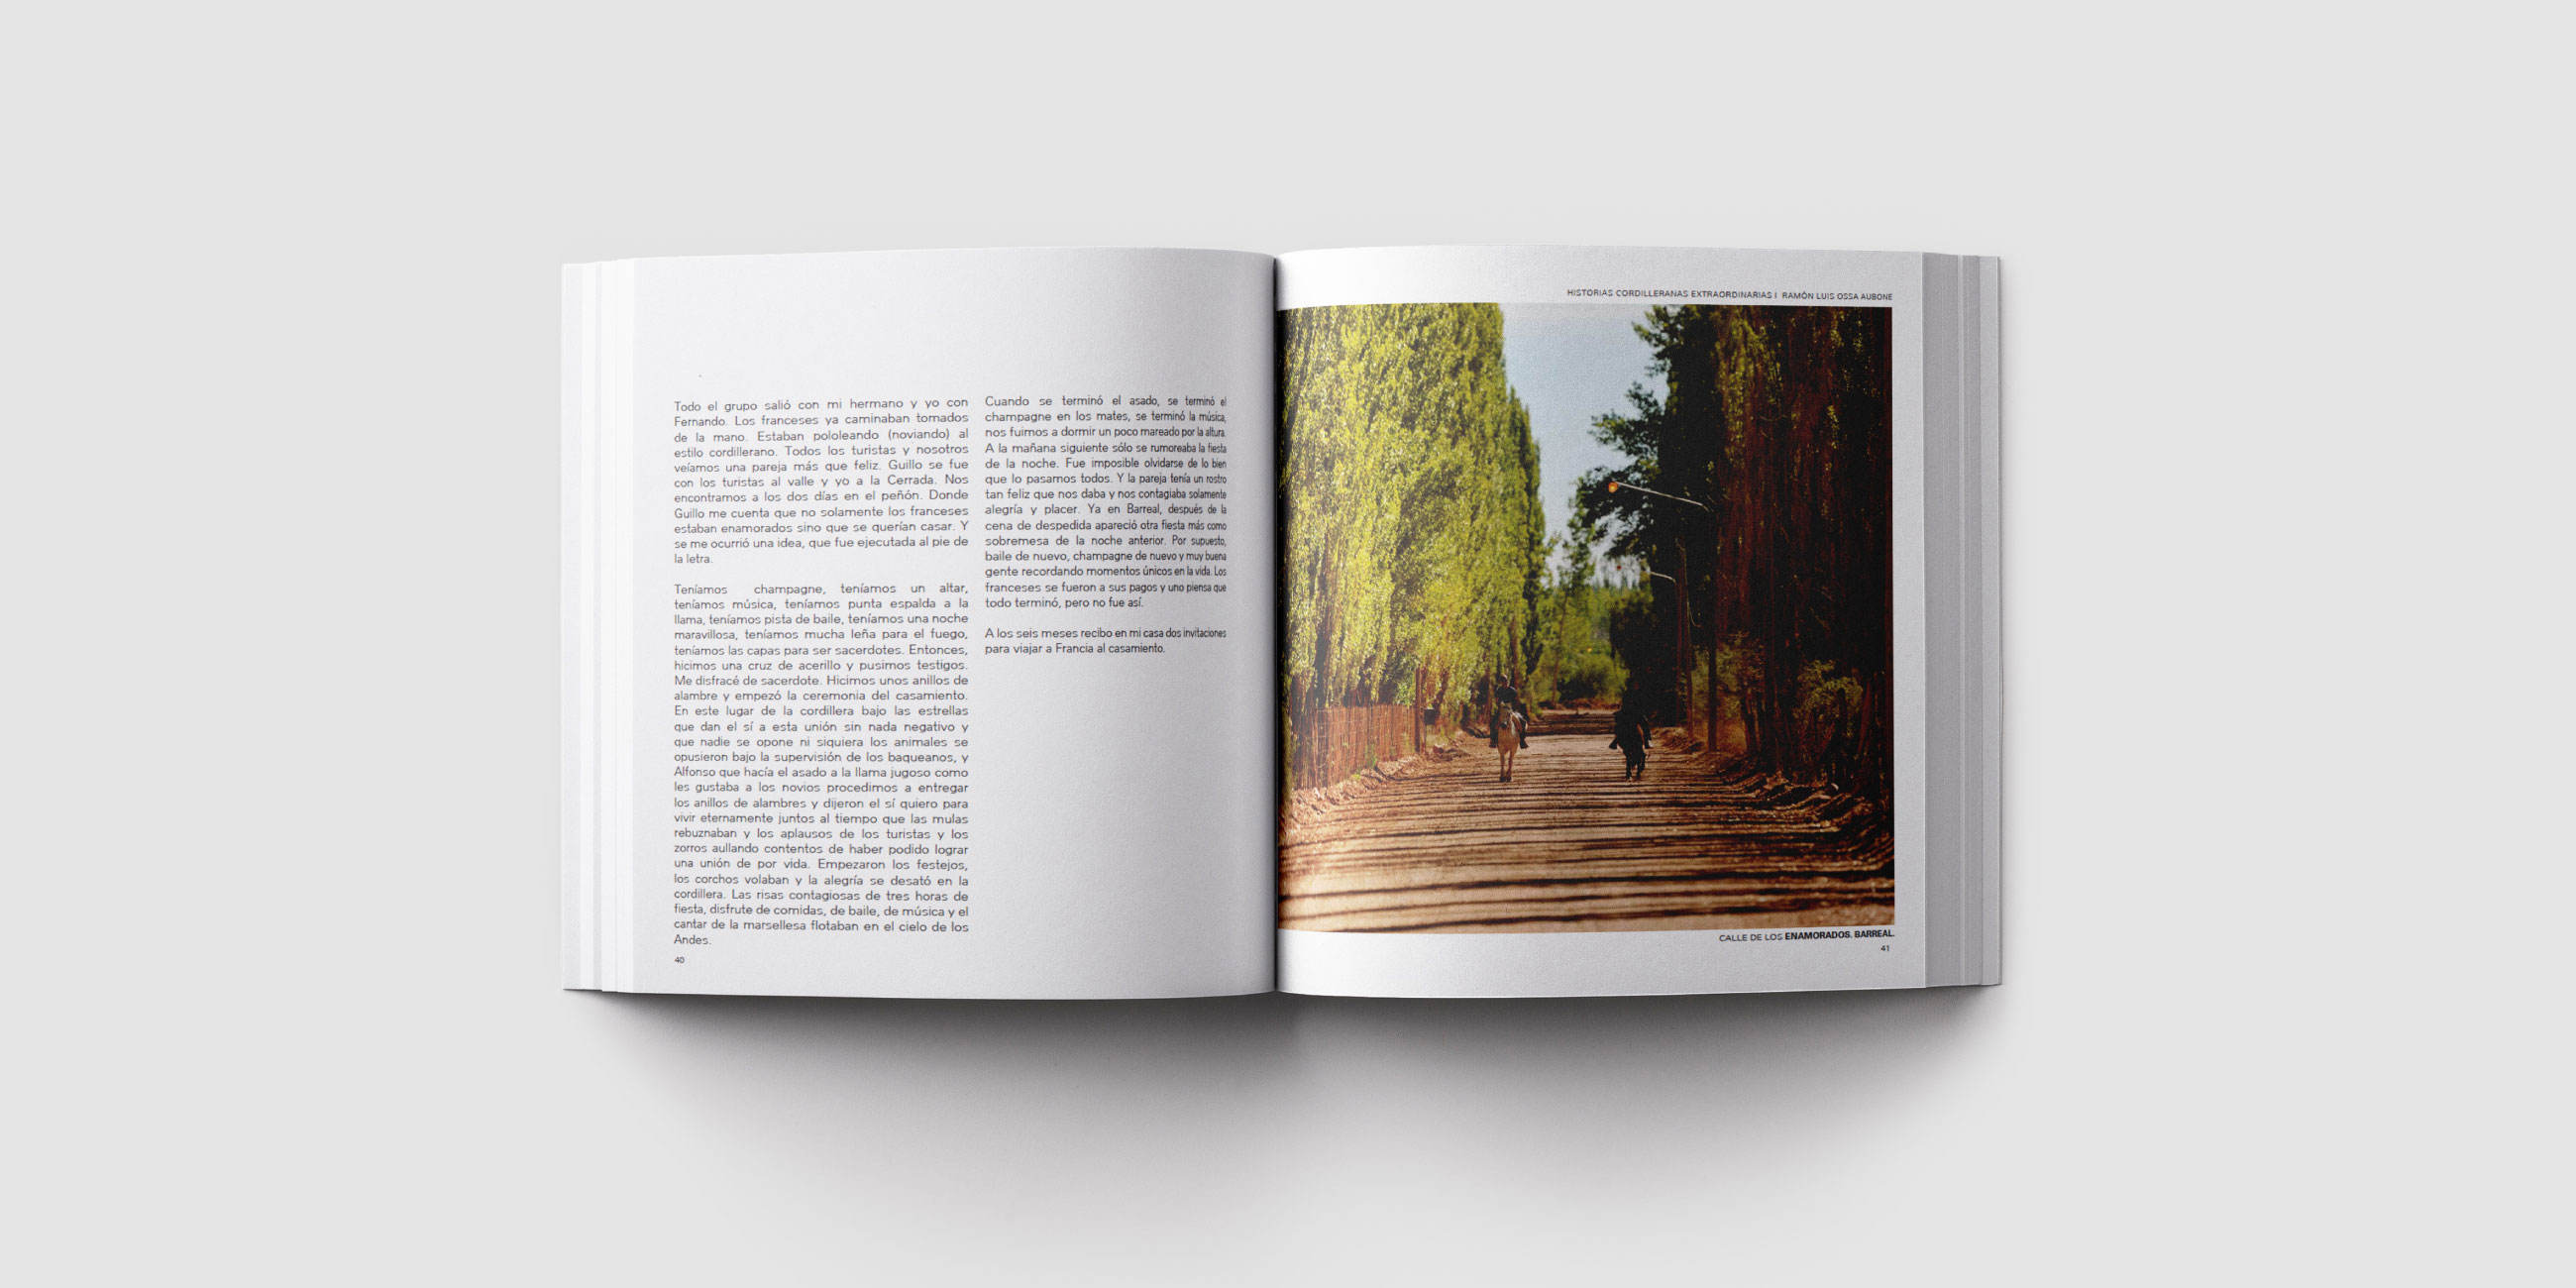 Todo el grupo salió con mi hermano y yo con
Fernando. Los franceses ya caminaban tomados
de la mano. Estaban pololeando (noviando) al
estilo cordillerano. Todos los turistas y nosotros
veíamos una pareja más que feliz. Guillo se fue
con los turistas al valle y yo a la Cerrada. Nos
encontramos a los dos días en el peñón. Donde
Guillo me cuenta que no solamente los franceses
estaban enamorados sino que se querían casar. Y
se me ocurrió una idea, que fue ejecutada al pie de
la letra.
Teníamos champagne, teníamos un altar,
teníamos música, teníamos punta espalda a la
llama, teníamos pista de baile, teníamos una noche
maravillosa, teníamos mucha leña para el fuego,
teníamos las capas para ser sacerdotes. Entonces,
hicimos una cruz de acerillo y pusimos testigos.
Me disfracé de sacerdote. Hicimos unos anillos de
alambre y empezó la ceremonia del casamiento.
En este lugar de la cordillera bajo las estrellas
que dan el sí a esta unión sin nada negativo y
que nadie se opone ni siquiera los animales se
opusieron bajo la supervisión de los baqueanos, y
Alfonso que hacía el asado a la llama jugoso como
les gustaba a los novios procedimos a entregar
los anillos de alambres y dijeron el sí quiero para
vivir eternamente juntos al tiempo que las mulas
rebuznaban y los aplausos de los turistas y los
zorros aullando contentos de haber podido lograr
una unión de por vida. Empezaron los festejos,
los corchos volaban y la alegría se desató en la
cordillera. Las risas contagiosas de tres horas de
fiesta, disfrute de comidas, de baile, de música y el
cantar de la marsellesa flotaban en el cielo de los
Andes.
40
Cuando se terminó el asado, se terminó el
champagne en los mates, se terminó la música,
nos fuimos a dormir un poco mareado por la altura.
A la mañana siguiente sólo se rumoreaba la fiesta
de la noche. Fue imposible olvidarse de lo bien
que lo pasamos todos. Y la pareja tenía un rostro
tan feliz que nos daba y nos contagiaba solamente
alegría y placer. Ya en Barreal, después de la
cena de despedida apareció otra fiesta más como
sobremesa de la noche anterior. Por supuesto,
baile de nuevo, champagne de nuevo y muy buena
gente recordando momentos únicos en la vida. Los
franceses se fueron a sus pagos y uno piensa que
todo terminó, pero no fue así.
A los seis meses recibo en mi casa dos invitaciones
para viajar a Francia al casamiento.
HISTORIAS CORDILLERANAS EXTRAORDINARIAS I RAMÓN LUIS OSSA AUBONE
CALLE DE LOS ENAMORADOS. BARREAL.
41